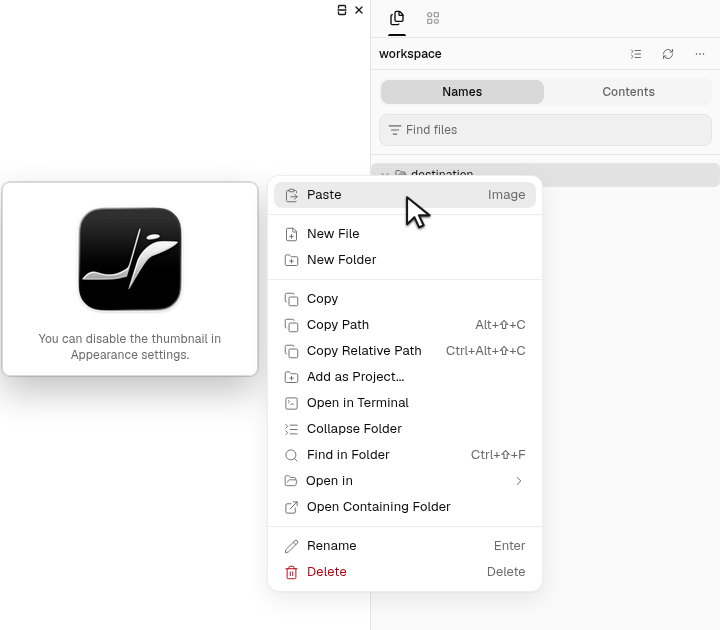 workspace
Names
Contents
Find files
destination
Paste
Image
New File
New Folder
Copy
Copy Path
Alt+⇧+C
Copy Relative Path
Ctrl+Alt+⇧+C
Add as Project...
Open in Terminal
Collapse Folder
Find in Folder
Ctrl+⇧+F
Open in
Open Containing Folder
Rename
Enter
Delete
Delete
You can disable the thumbnail in
Appearance settings.